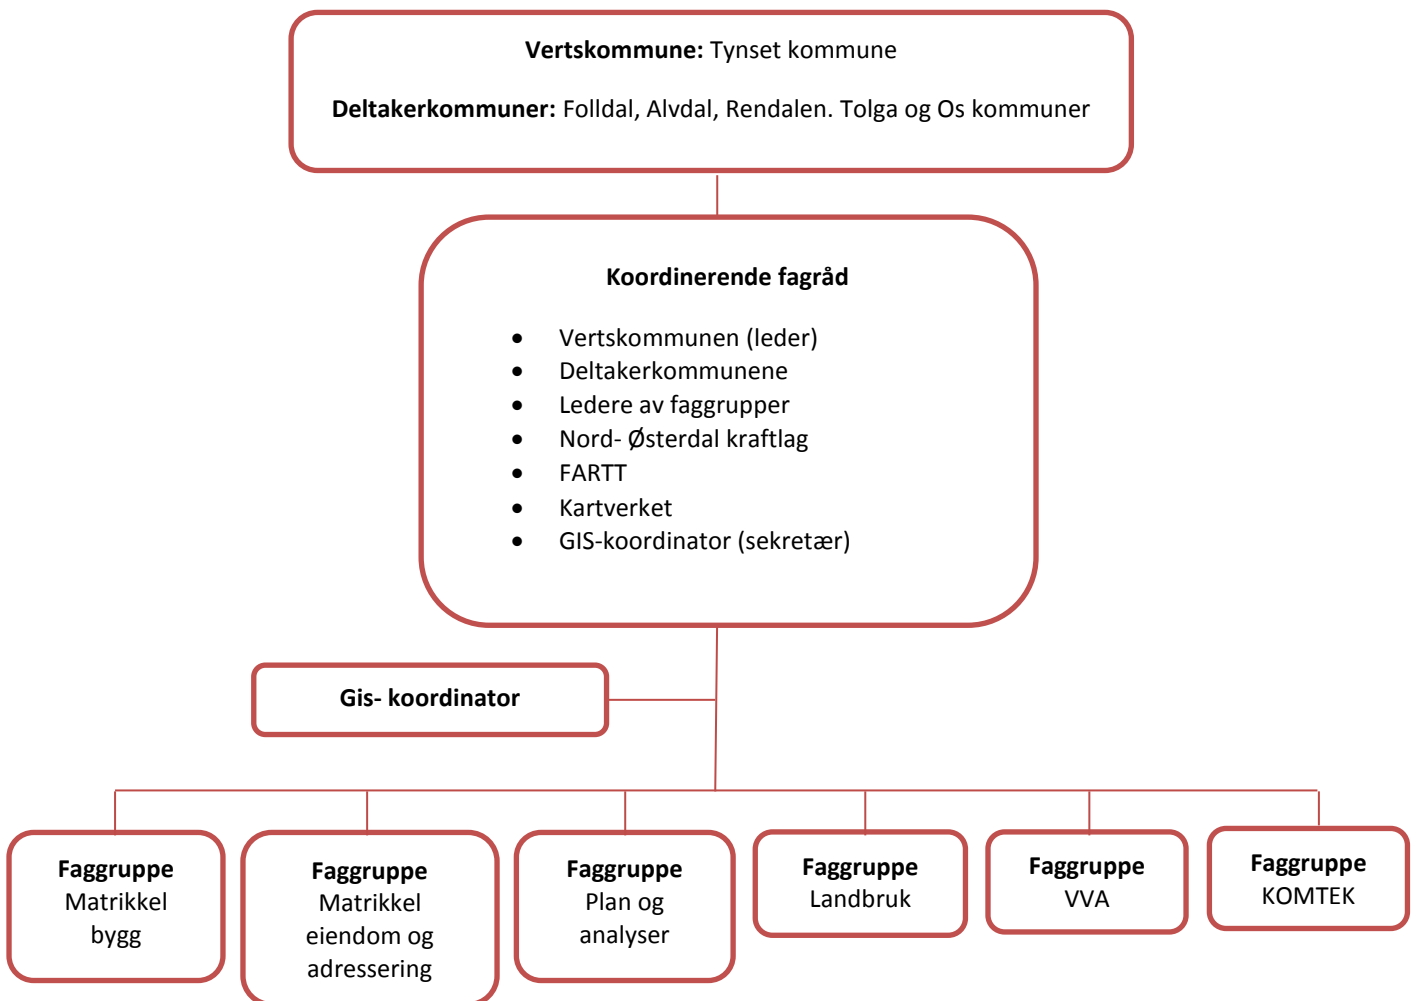 Vertskommune: Tynset kommune
Deltakerkommuner: Folldal, Alvdal, Rendalen. Tolga og Os kommuner
Koordinerende fagråd
• Vertskommunen (leder)
• Deltakerkommunene
• Ledere av faggrupper
• Nord- Østerdal kraftlag
• FARTT
• Kartverket
• GIS-koordinator (sekretær)
Gis- koordinator
Faggruppe
Matrikkel
bygg
Faggruppe
Matrikkel
eiendom og
adressering
Faggruppe
Plan og
analyser
Faggruppe
Landbruk
Faggruppe
VVA
Faggruppe
KOMTEK